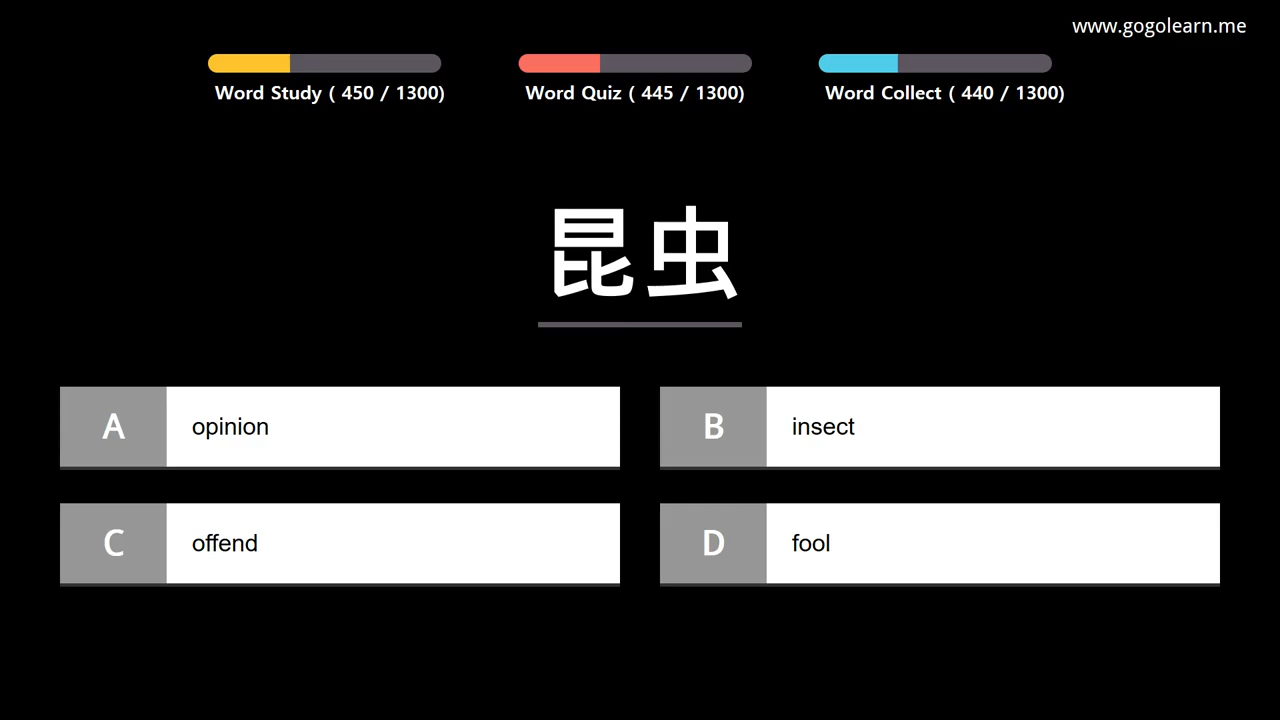 www.gogolearn.me
Word Study ( 450 / 1300)
Word Quiz ( 445 / 1300)
Word Collect ( 440 / 1300)
昆虫
A opinion
B insect
C offend
D fool